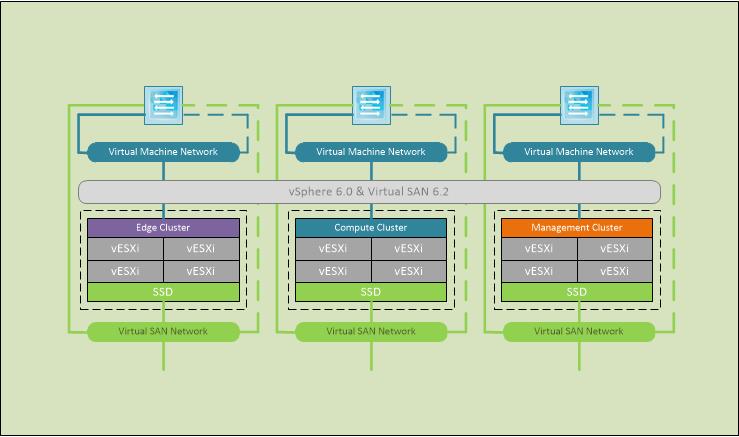 Virtual Machine Network Virtual Machine Network Virtual Machine Network
vSphere 6.0 & Virtual SAN 6.2
Edge Cluster Compute Cluster Management Cluster
vESXi vESXi vESXi vESXi vESXi vESXi
vESXi vESXi vESXi vESXi vESXi vESXi
SSD SSD SSD
Virtual SAN Network Virtual SAN Network Virtual SAN Network